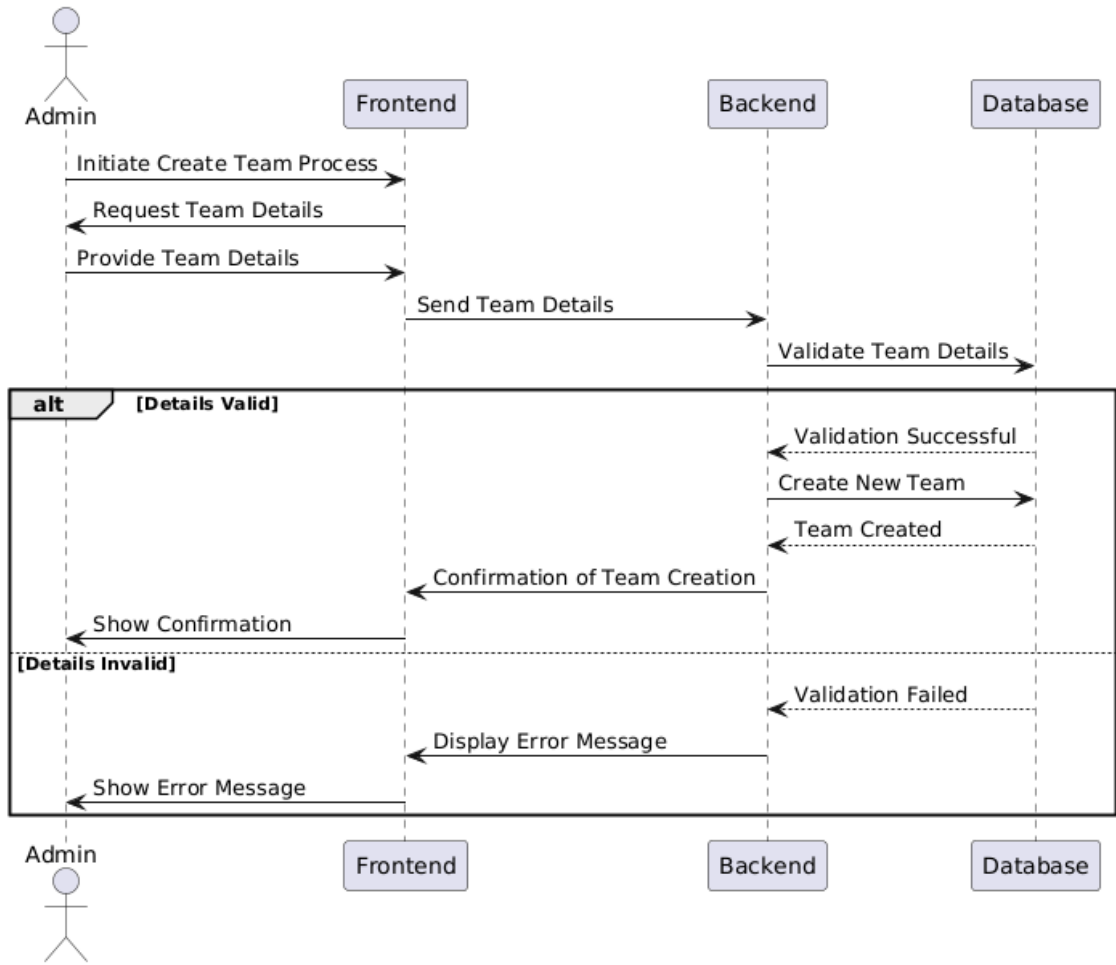 Admin
Frontend
Backend
Database
Initiate Create Team Process
Request Team Details
Provide Team Details
Send Team Details
Validate Team Details
alt
[Details Valid]
Validation Successful
Create New Team
Team Created
Confirmation of Team Creation
Show Confirmation
[Details Invalid]
Validation Failed
Display Error Message
Show Error Message
Admin
Frontend
Backend
Database